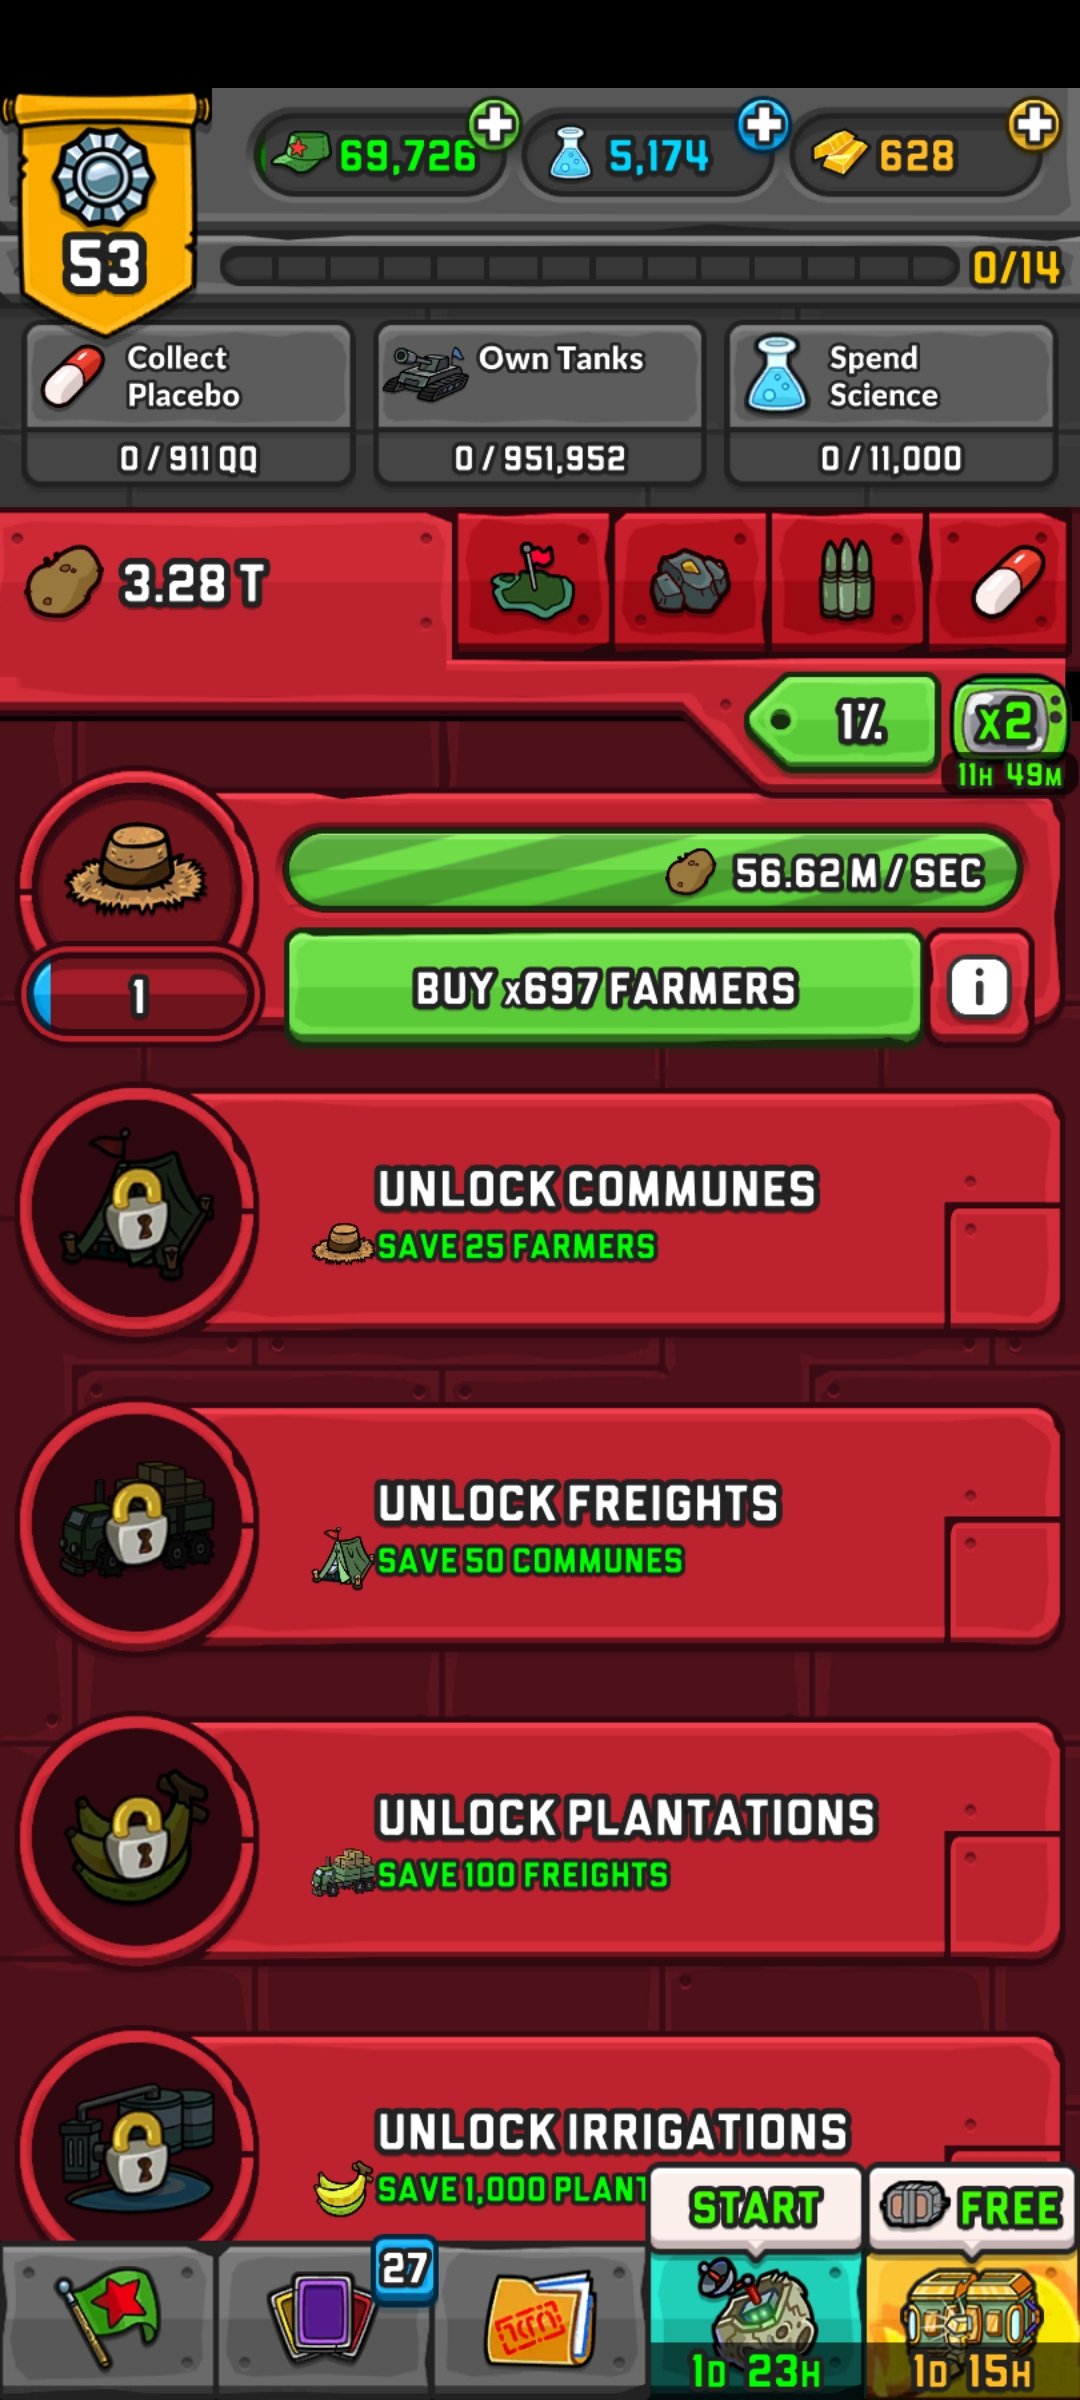 69,726
5,174
628
53
0/14
Collect
Placebo
0 / 911 QQ
Own Tanks
0 / 951,952
Spend
Science
0 / 11,000
3.28 T
1%
x2
11H 49M
56.62 M / SEC
1
BUY x697 FARMERS
i
UNLOCK COMMUNES
SAVE 25 FARMERS
UNLOCK FREIGHTS
SAVE 50 COMMUNES
UNLOCK PLANTATIONS
SAVE 100 FREIGHTS
UNLOCK IRRIGATIONS
SAVE 1,000 PLANT
START
FREE
27
1D 23H
1D 15H